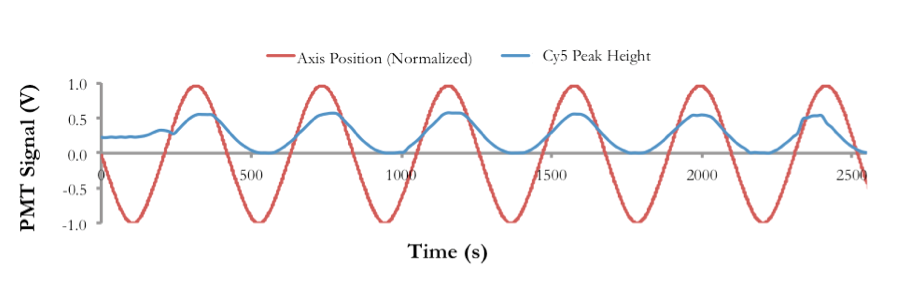 Axis Position (Normalized) Cy5 Peak Height
PMT Signal (V)
1.0
0.5
0.0
-0.5
-1.0
0 500 1000 1500 2000 2500
Time (s)